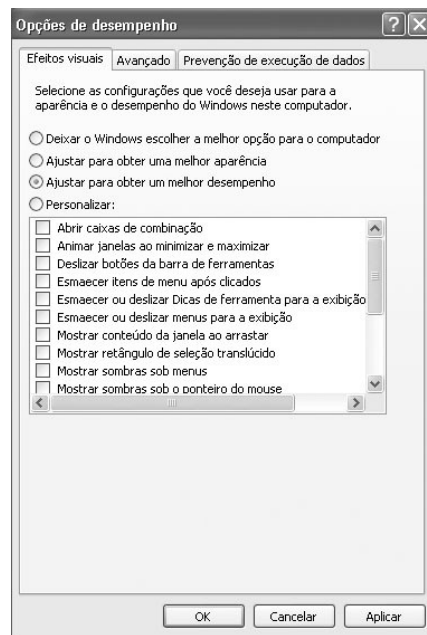 Opções de desempenho
Efeitos visuais Avançado Prevenção de execução de dados
Selecione as configurações que você deseja usar para a
aparência e o desempenho do Windows neste computador.
Deixar o Windows escolher a melhor opção para o computador
Ajustar para obter uma melhor aparência
Ajustar para obter um melhor desempenho
Personalizar:
Abrir caixas de combinação
Animar janelas ao minimizar e maximizar
Deslizar botões da barra de ferramentas
Esmaecer itens de menu após clicados
Esmaecer ou deslizar Dicas de ferramenta para a exibição
Esmaecer ou deslizar menus para a exibição
Mostrar conteúdo da janela ao arrastar
Mostrar retângulo de seleção translúcido
Mostrar sombras sob menus
Mostrar sombras sob o ponteiro do mouse
OK Cancelar Aplicar